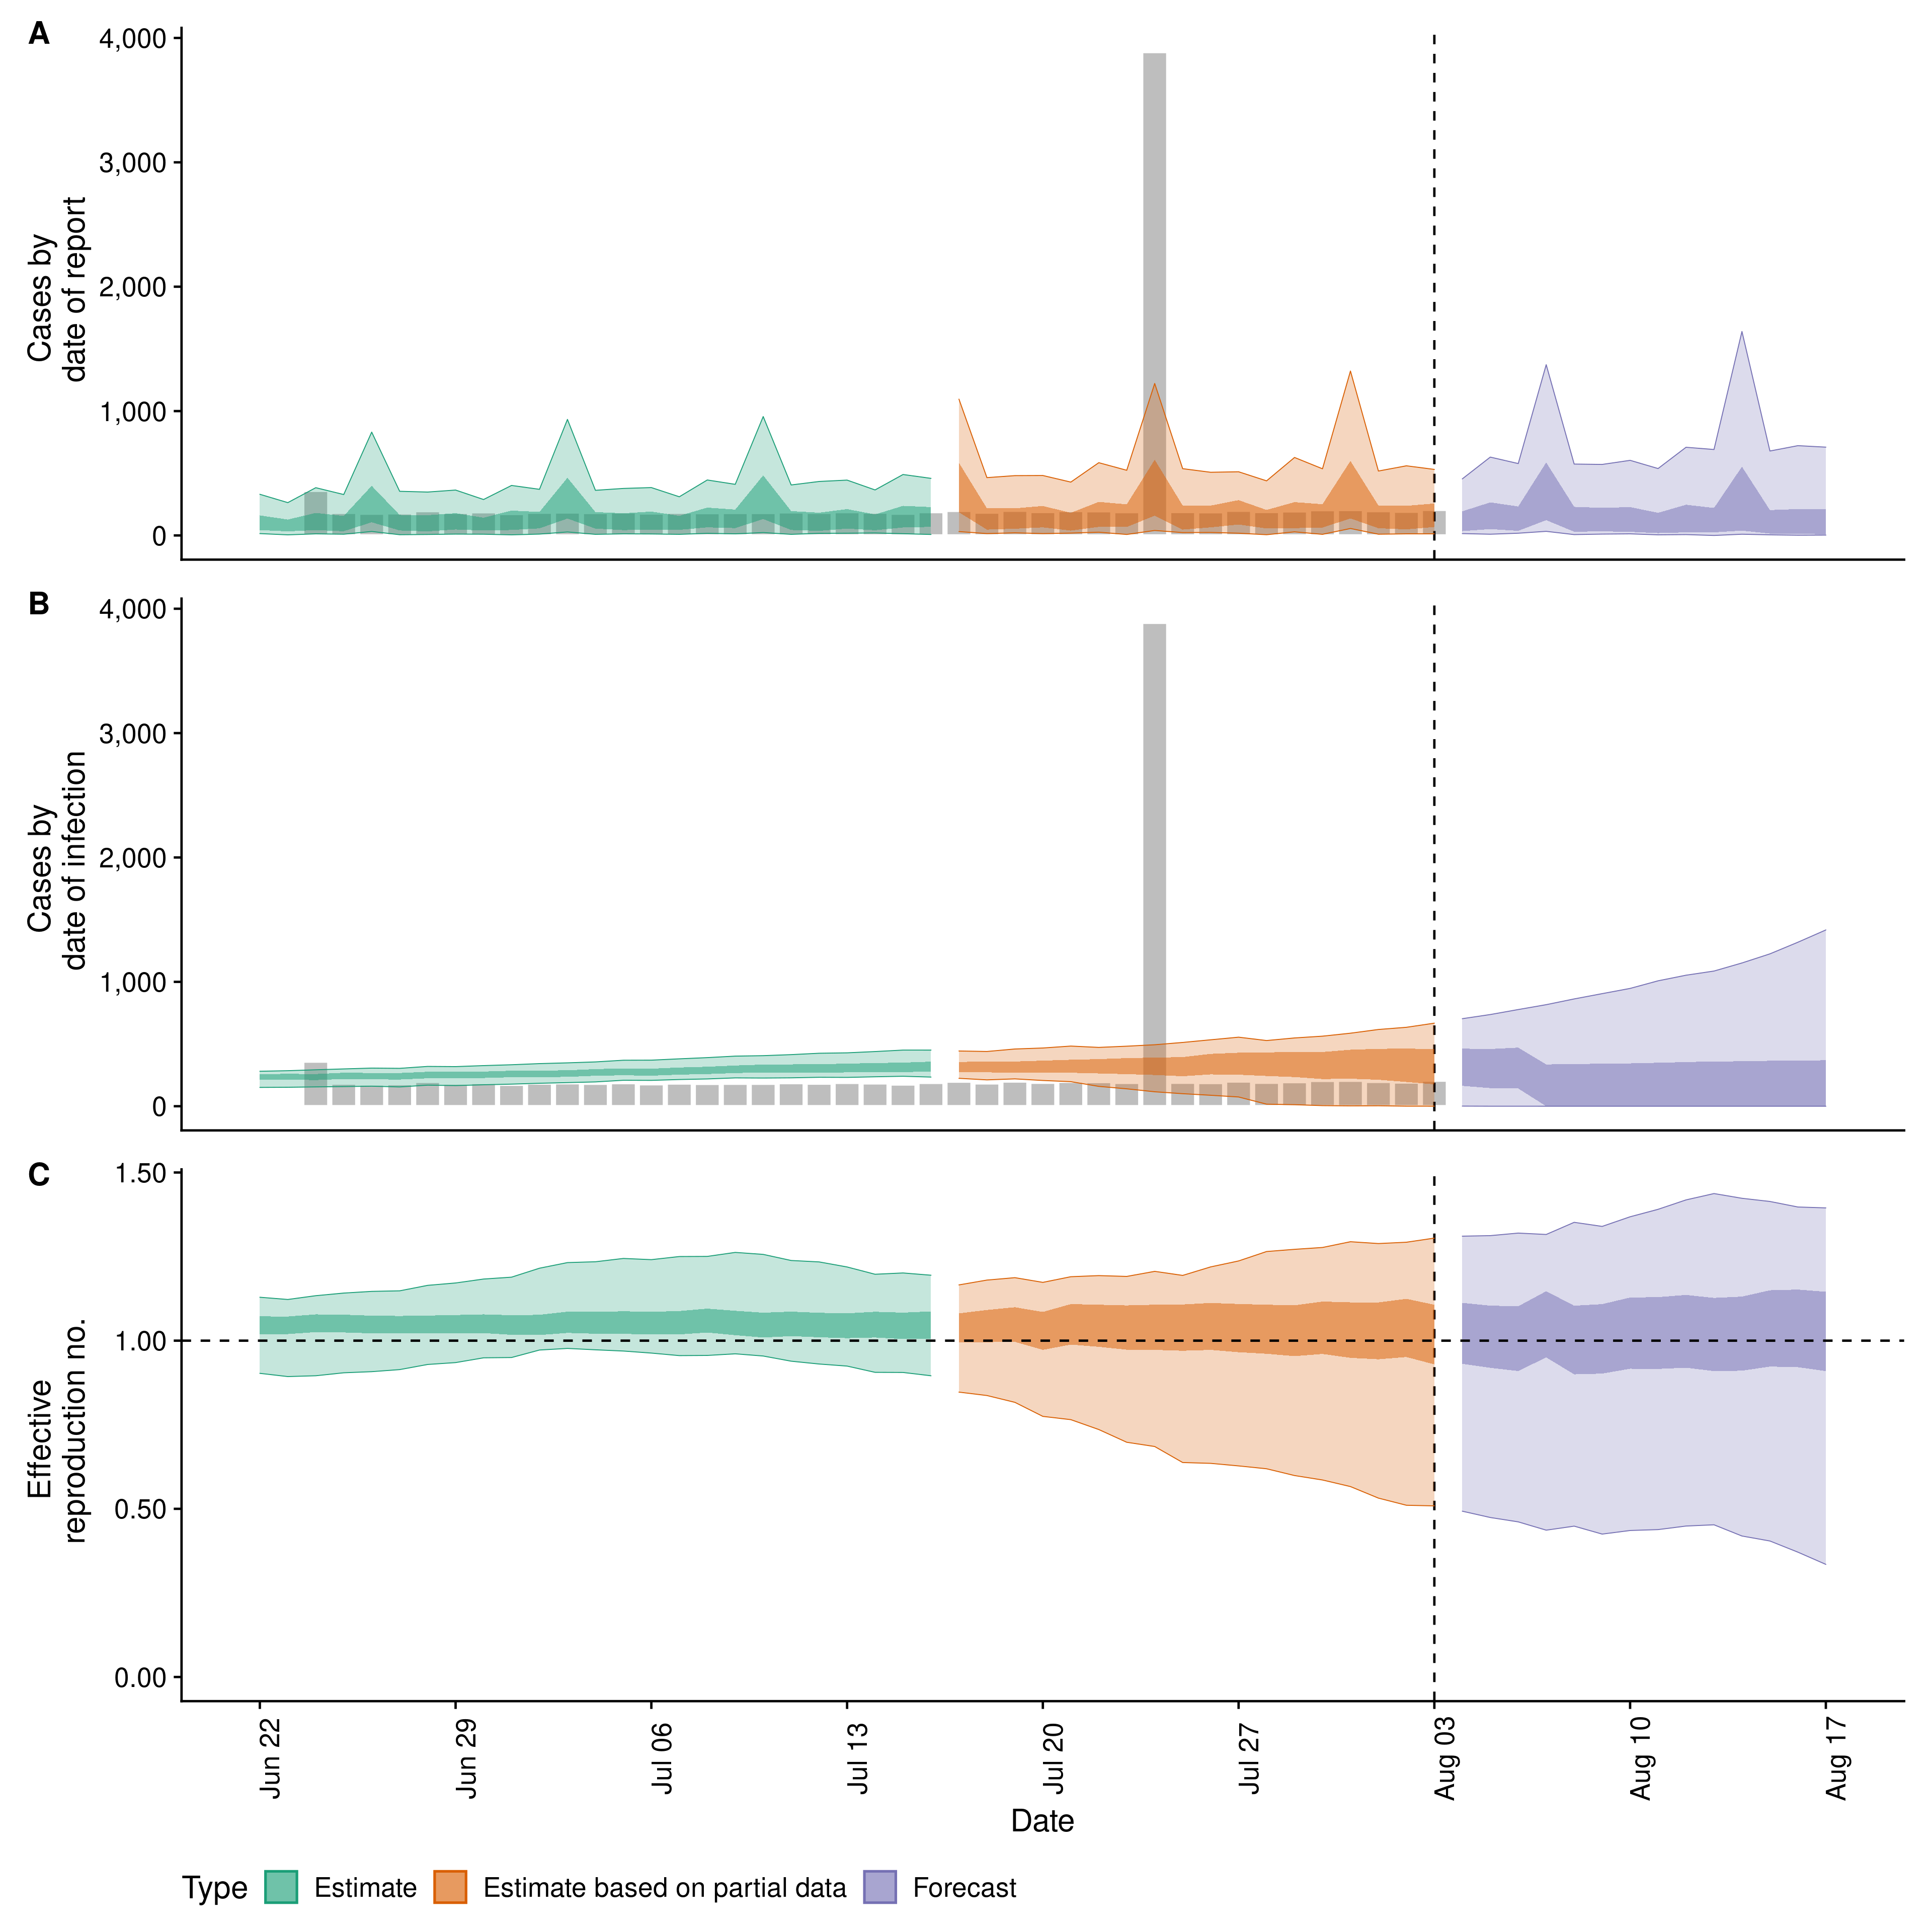 A
4,000
3,000
2,000
1,000
0
Cases by
date of report
B
4,000
3,000
2,000
1,000
0
Cases by
date of infection
C
1.50
1.00
0.50
0.00
Effective
reproduction no.
Jun 22
Jun 29
Jul 06
Jul 13
Jul 20
Jul 27
Aug 03
Aug 10
Aug 17
Date
Type Estimate Estimate based on partial data Forecast